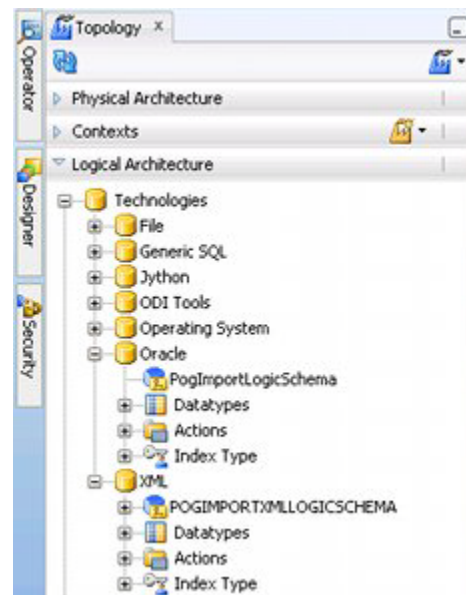 Topology
Operator
Designer
Security
Physical Architecture
Contexts
Logical Architecture
Technologies
File
Generic SQL
Jython
ODI Tools
Operating System
Oracle
PogImportLogicSchema
Datatypes
Actions
Index Type
XML
POGIMPORTXMLLOGICSCHEMA
Datatypes
Actions
Index Type